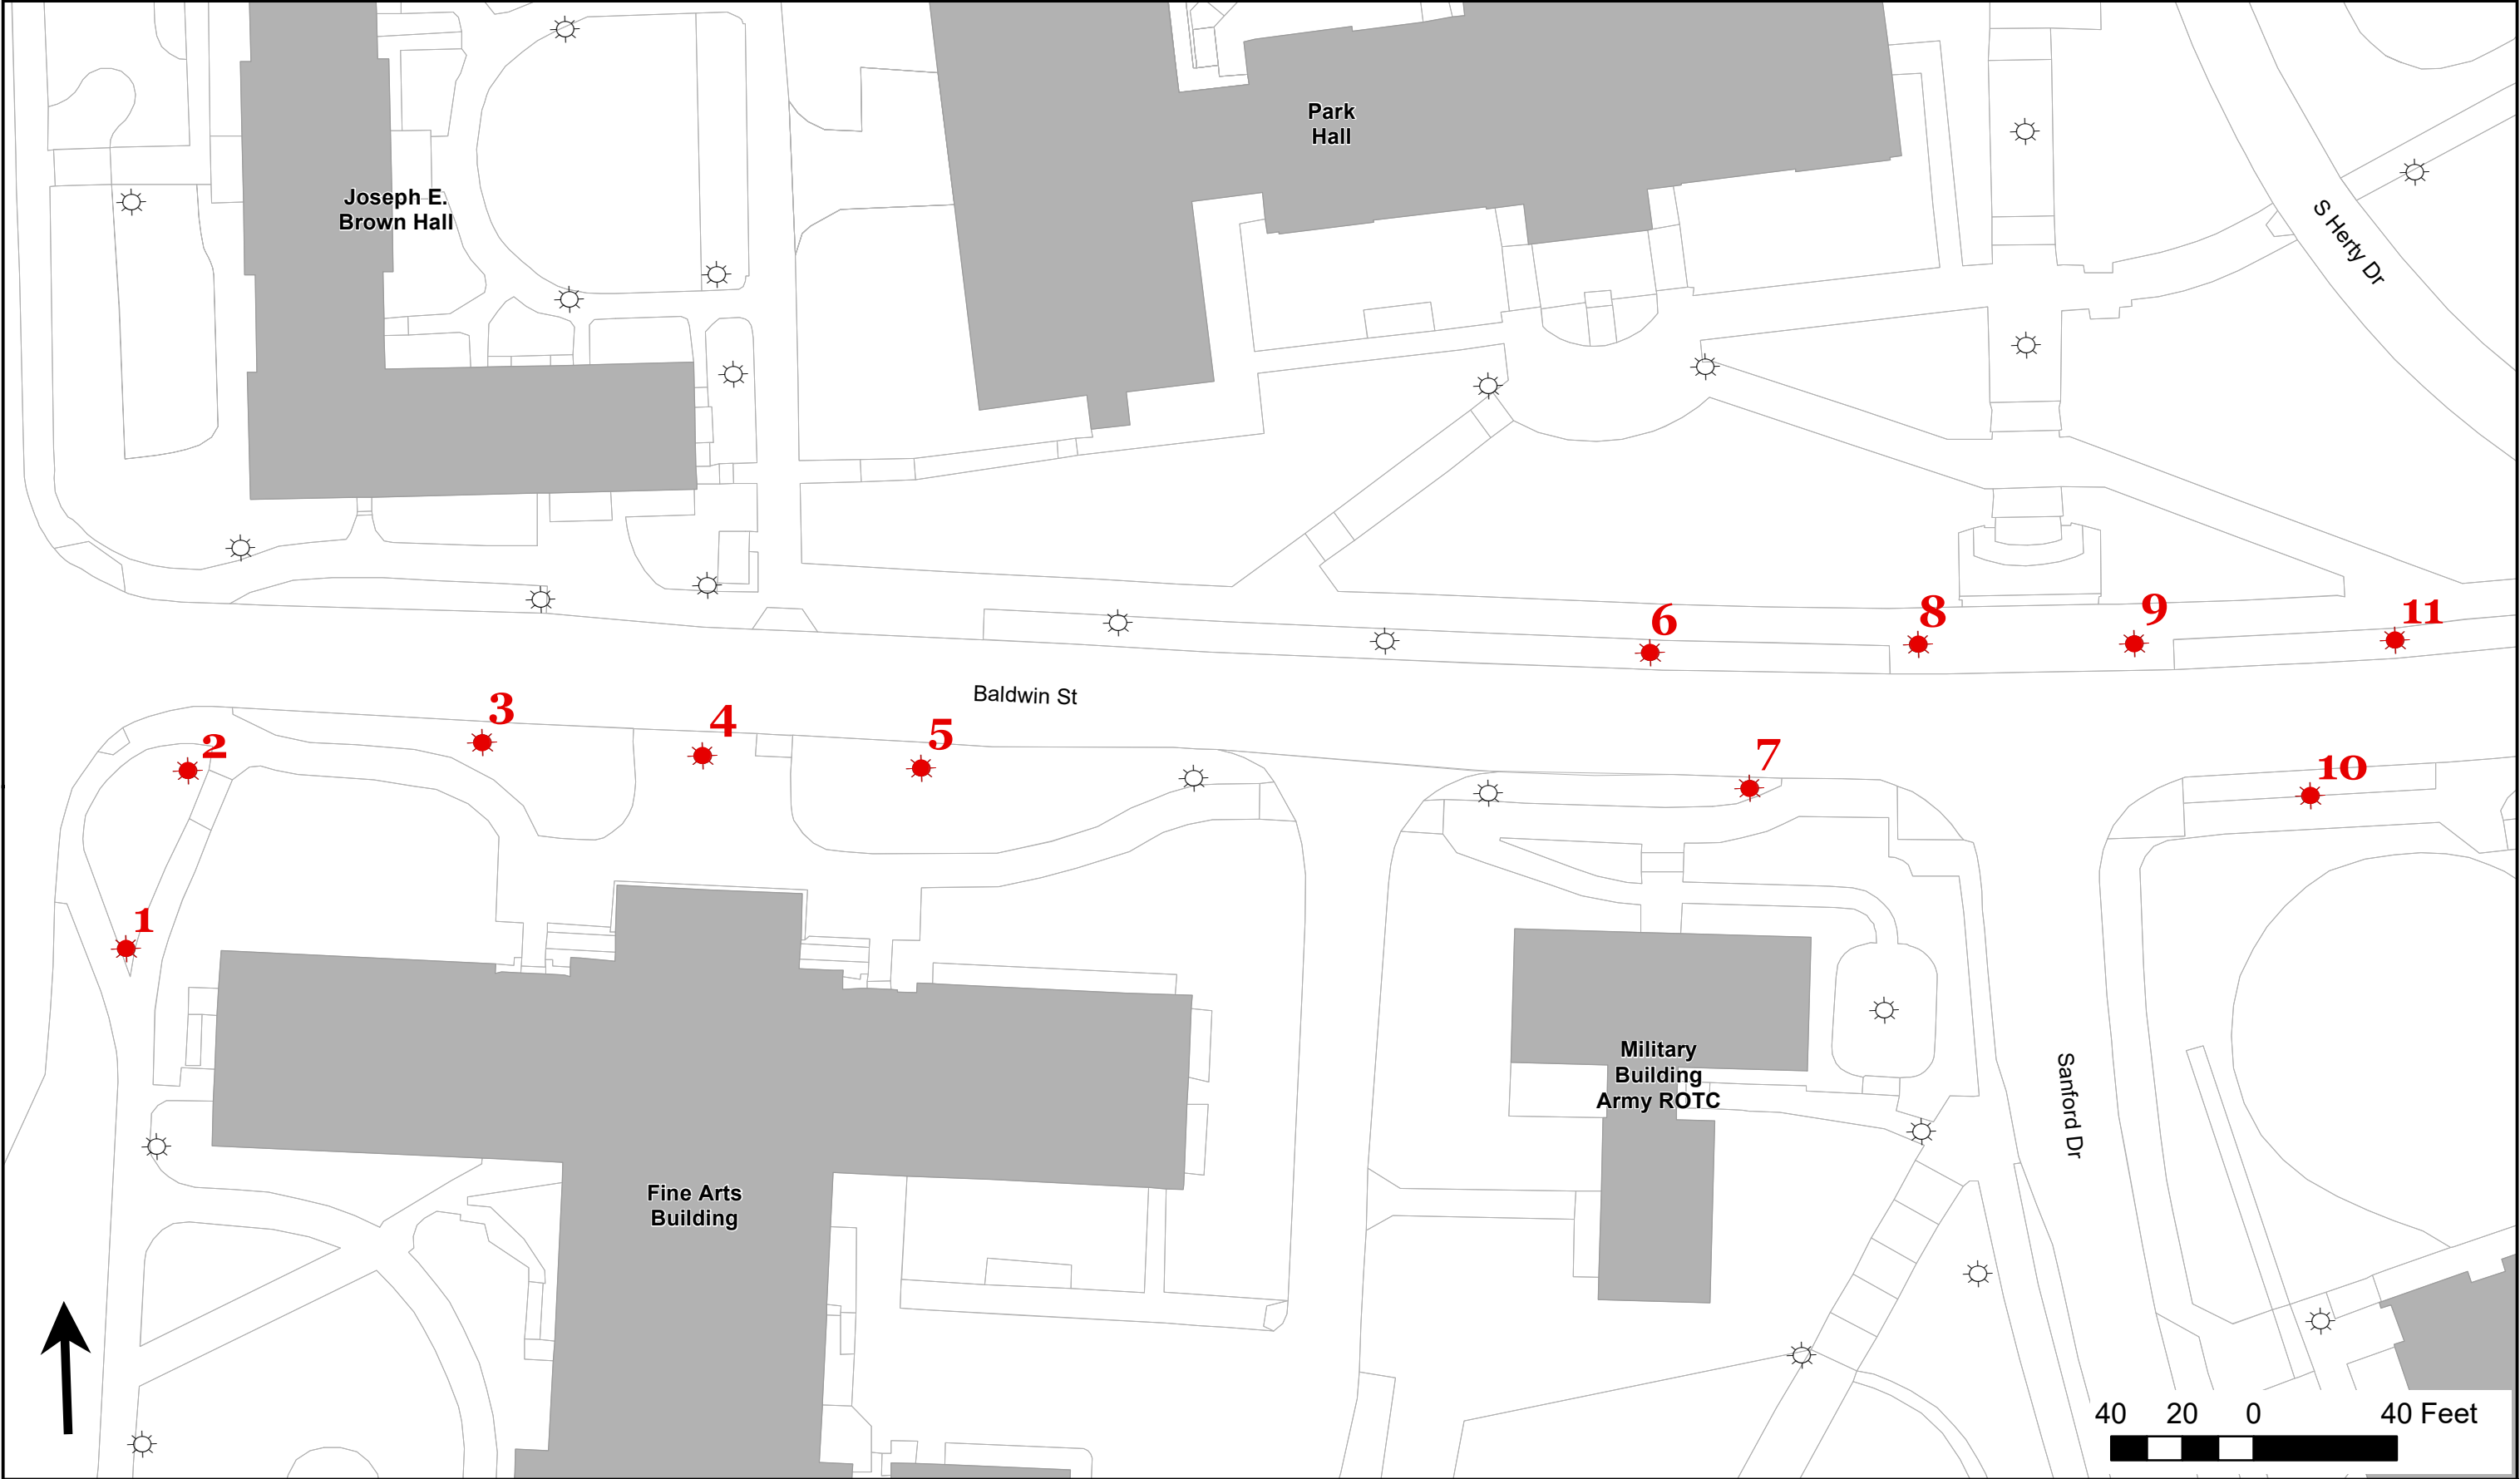 Park
Hall
Joseph E.
Brown Hall
S Herty Dr
6
8
9
11
Baldwin St
3
4
5
2
7
10
1
Military
Building
Army ROTC
Sanford Dr
Fine Arts
Building
40 20 0 40 Feet